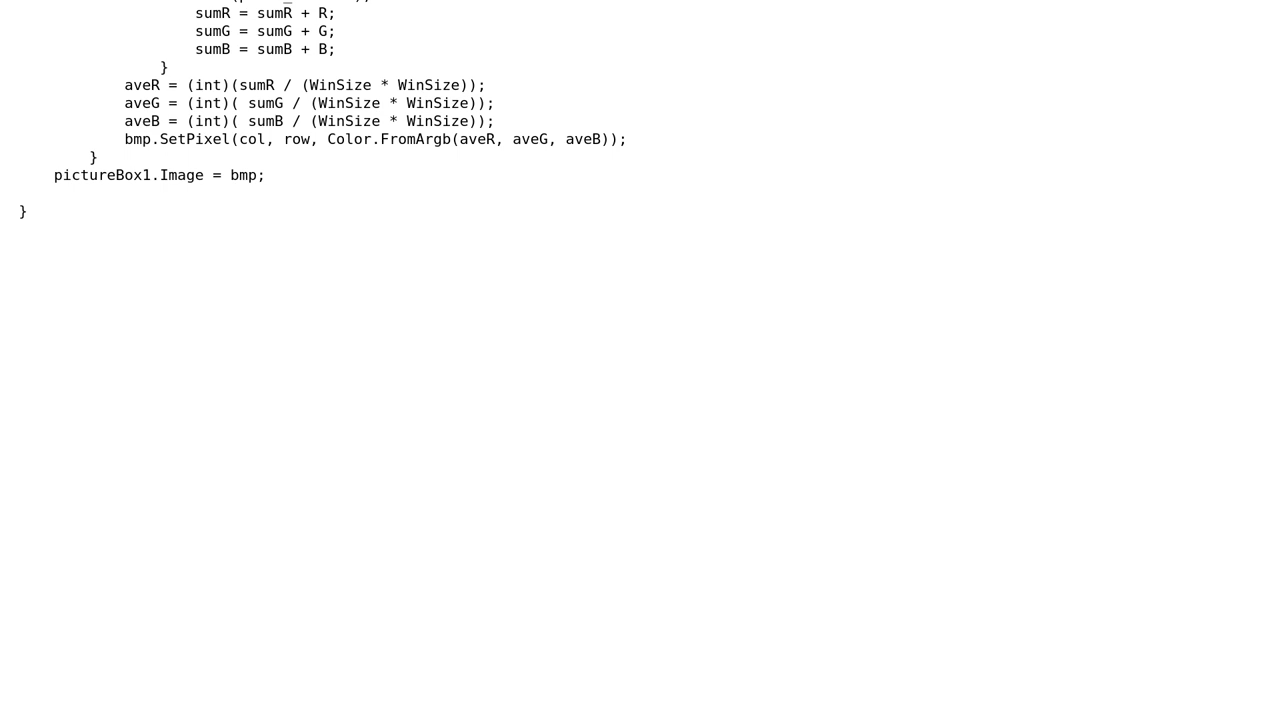 sumR = sumR + R;
sumG = sumG + G;
sumB = sumB + B;
}
aveR = (int)(sumR / (WinSize * WinSize));
aveG = (int)( sumG / (WinSize * WinSize));
aveB = (int)( sumB / (WinSize * WinSize));
bmp.SetPixel(col, row, Color.FromArgb(aveR, aveG, aveB));
}
pictureBox1.Image = bmp;
}